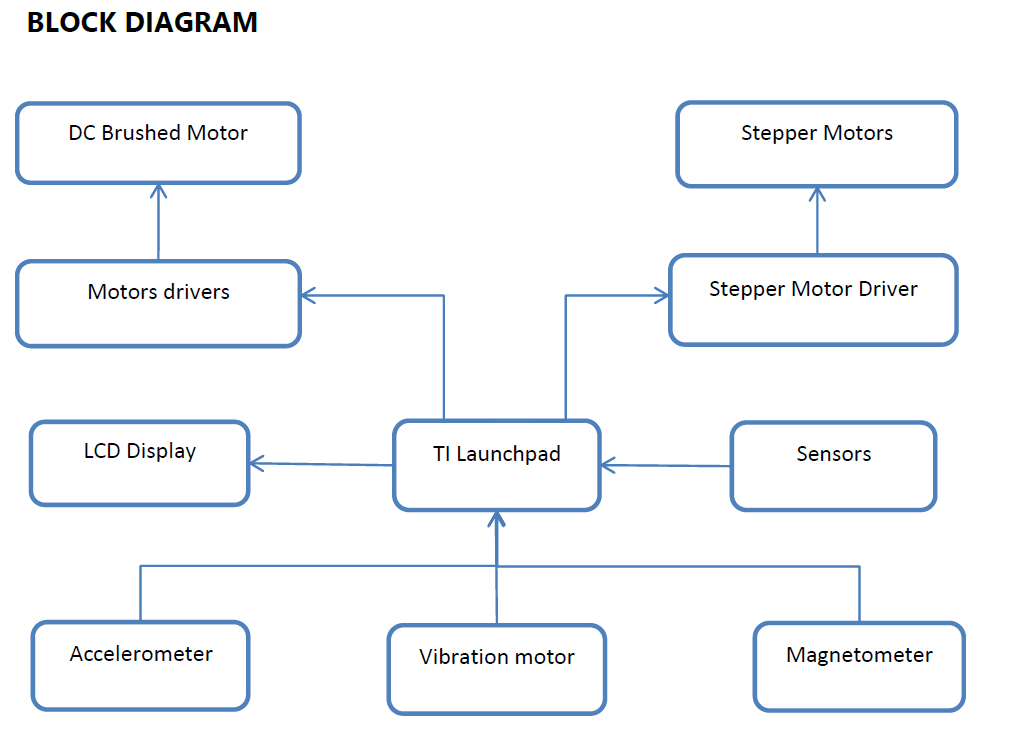 BLOCK DIAGRAM
DC Brushed Motor
Stepper Motors
Motors drivers
Stepper Motor Driver
LCD Display
TI Launchpad
Sensors
Accelerometer
Vibration motor
Magnetometer